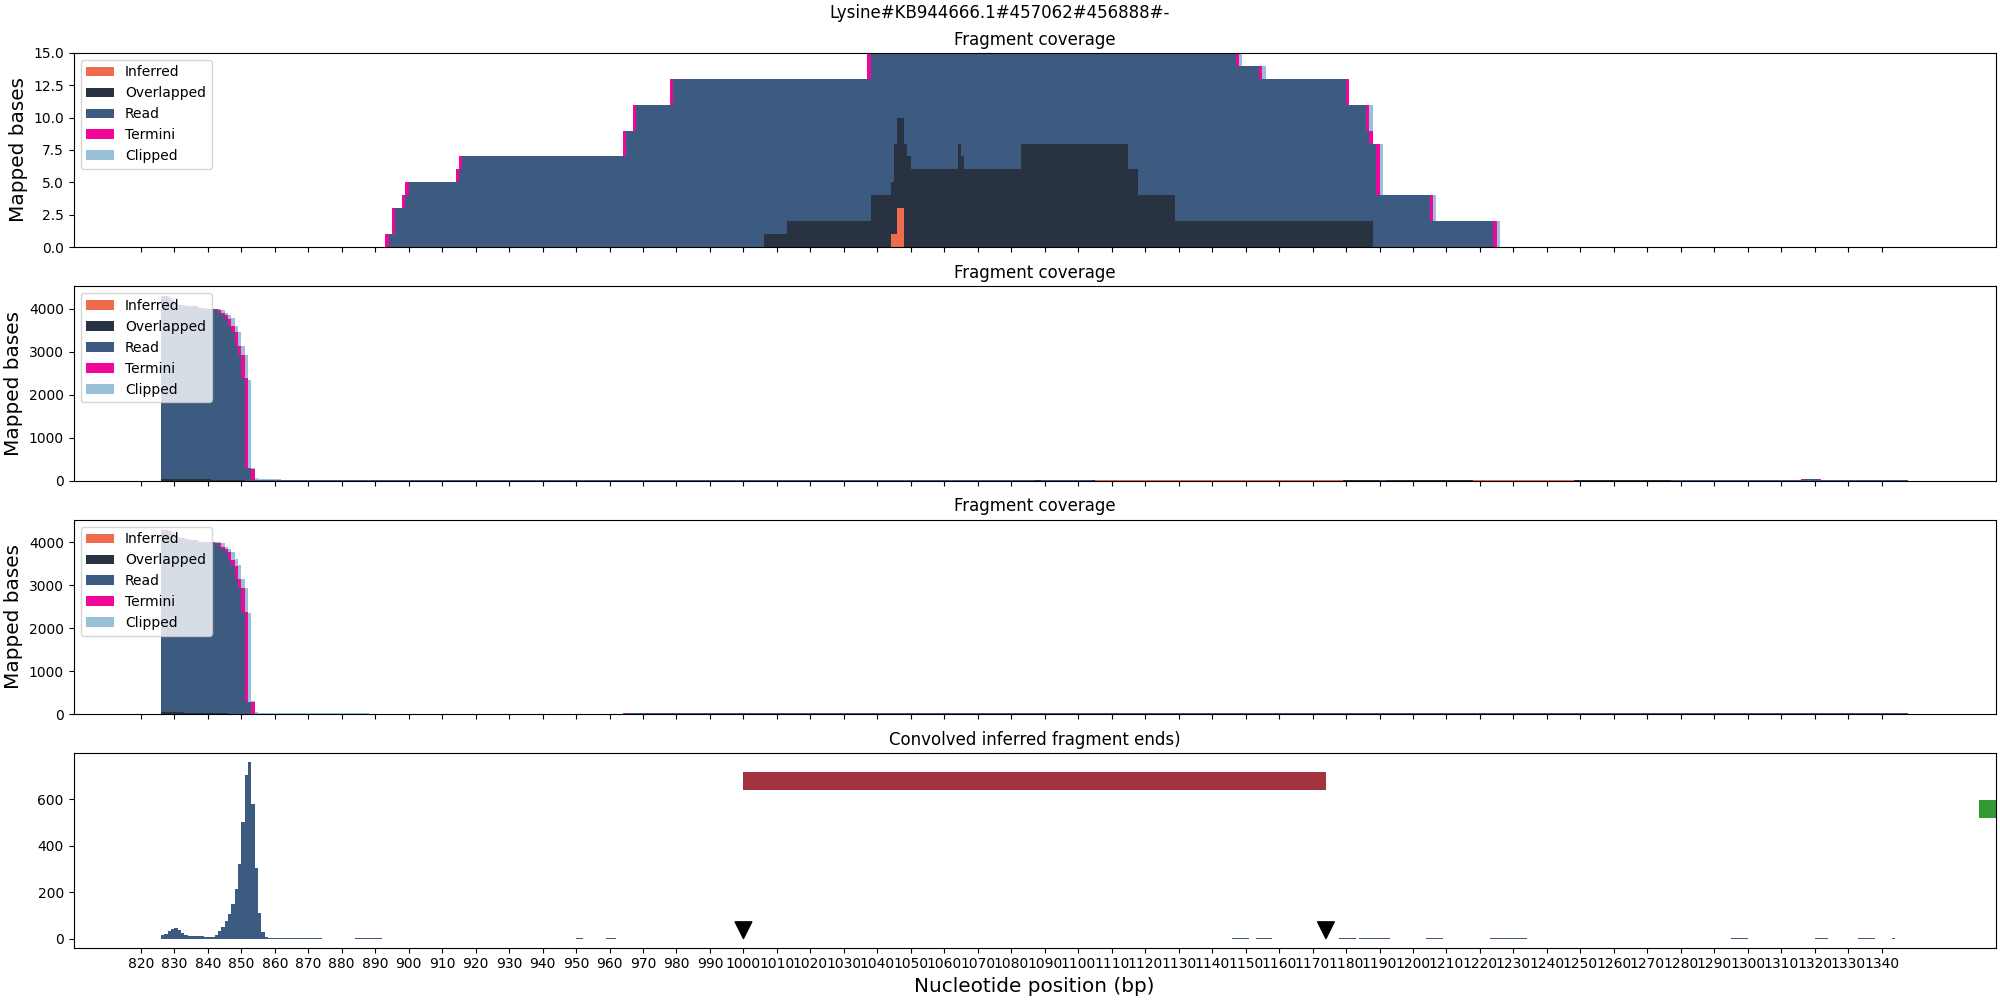 Lysine#KB944666.1#457062#456888#-
Fragment coverage
15.0
12.5
10.0
7.5
5.0
2.5
0.0
Mapped bases
Inferred
Overlapped
Read
Termini
Clipped
Fragment coverage
4000
3000
2000
1000
0
Mapped bases
Inferred
Overlapped
Read
Termini
Clipped
Fragment coverage
4000
3000
2000
1000
0
Mapped bases
Inferred
Overlapped
Read
Termini
Clipped
Convolved inferred fragment ends)
600
400
200
0
820 830 840 850 860 870 880 890 900 910 920 930 940 950 960 970 980 990 1000 1010 1020 1030 1040 1050 1060 1070 1080 1090 1100 1110 1120 1130 1140 1150 1160 1170 1180 1190 1200 1210 1220 1230 1240 1250 1260 1270 1280 1290 1300 1310 1320 1330 1340
Nucleotide position (bp)